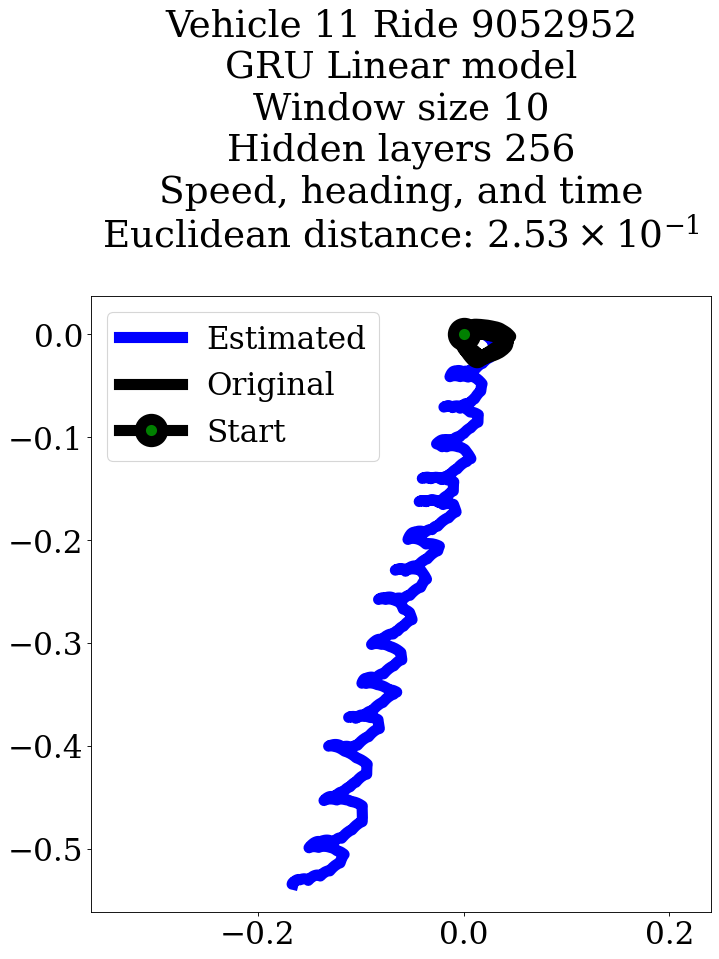 Vehicle 11 Ride 9052952
GRU Linear model
Window size 10
Hidden layers 256
Speed, heading, and time
Euclidean distance: 2.53 × 10⁻¹
Estimated
Original
Start
0.0
−0.1
−0.2
−0.3
−0.4
−0.5
−0.2 0.0 0.2